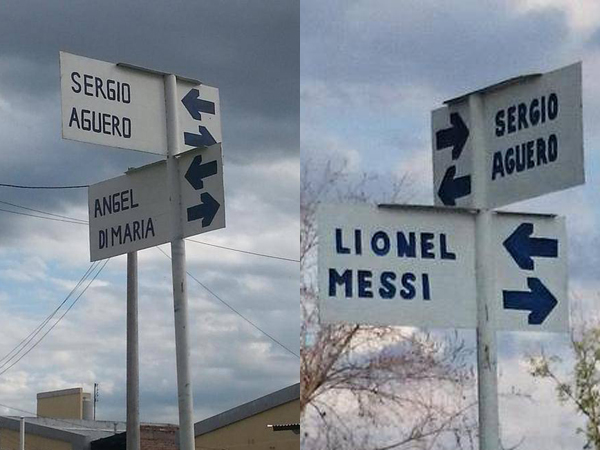 SERGIO
AGUERO
ANGEL
DI MARIA
SERGIO
AGUERO
LIONEL
MESSI